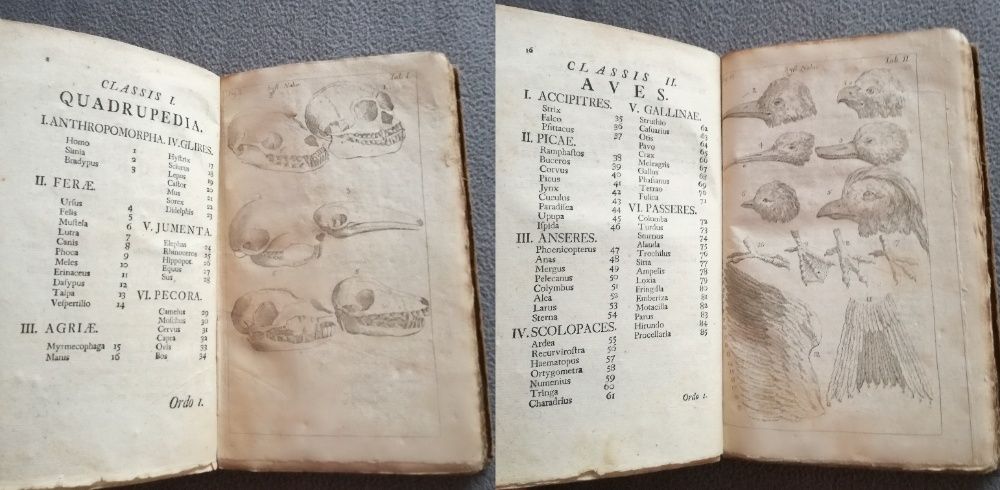 8
CLASSIS I.
QUADRUPEDIA.
I. ANTHROPOMORPHA.
Homo 1
Simia 2
Bradypus 3
II. FERÆ.
Urſus 4
Felis 5
Muſtela 6
Lutra 7
Canis 8
Phoca 9
Meles 10
Erinaceus 11
Daſypus 12
Talpa 13
Veſpertilio 14
III. AGRIÆ.
Myrmecophaga 15
Manis 16
IV. GLIRES.
Hyſtrix 17
Sciurus 18
Lepus 19
Caſtor 20
Mus 21
Sorex 22
Didelphis 23
V. JUMENTA.
Elephas 24
Rhinoceros 25
Hippopot. 26
Equus 27
Sus 28
VI. PECORA.
Camelus 29
Moſchus 30
Cervus 31
Capra 32
Ovis 33
Bos 34
Ordo I.
Syſt. Natur.
Tab. I.
16
CLASSIS II.
AVES.
I. ACCIPITRES.
Strix 35
Falco 36
Pſittacus 37
II. PICAE.
Ramphaſtos 38
Buceros 39
Corvus 40
Picus 41
Jynx 42
Cuculus 43
Paradiſea 44
Upupa 45
Iſpida 46
III. ANSERES.
Phoenicopterus 47
Anas 48
Mergus 49
Pelecanus 50
Colymbus 51
Alca 52
Larus 53
Sterna 54
IV. SCOLOPACES.
Ardea 55
Recurviroſtra 56
Haematopus 57
Ortygometra 58
Numenius 59
Tringa 60
Charadrius 61
V. GALLINAE.
Struthio 62
Caſuarius 63
Otis 64
Pavo 65
Crax 66
Meleagris 67
Gallus 68
Phaſianus 69
Tetrao 70
Fulica 71
VI. PASSERES.
Columba 72
Turdus 73
Sturnus 74
Alauda 75
Trochilus 76
Sitta 77
Ampelis 78
Loxia 79
Fringilla 80
Emberiza 81
Motacilla 82
Parus 83
Hirundo 84
Procellaria 85
Ordo I.
Syſt. Natur.
Tab. II.